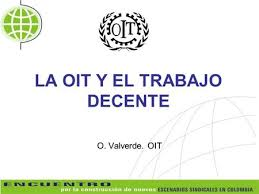 OIT
LA OIT Y EL TRABAJO
DECENTE
O. Valverde. OIT
ENCUENTRO
por la construcción de nuevos ESCENARIOS SINDICALES EN COLOMBIA